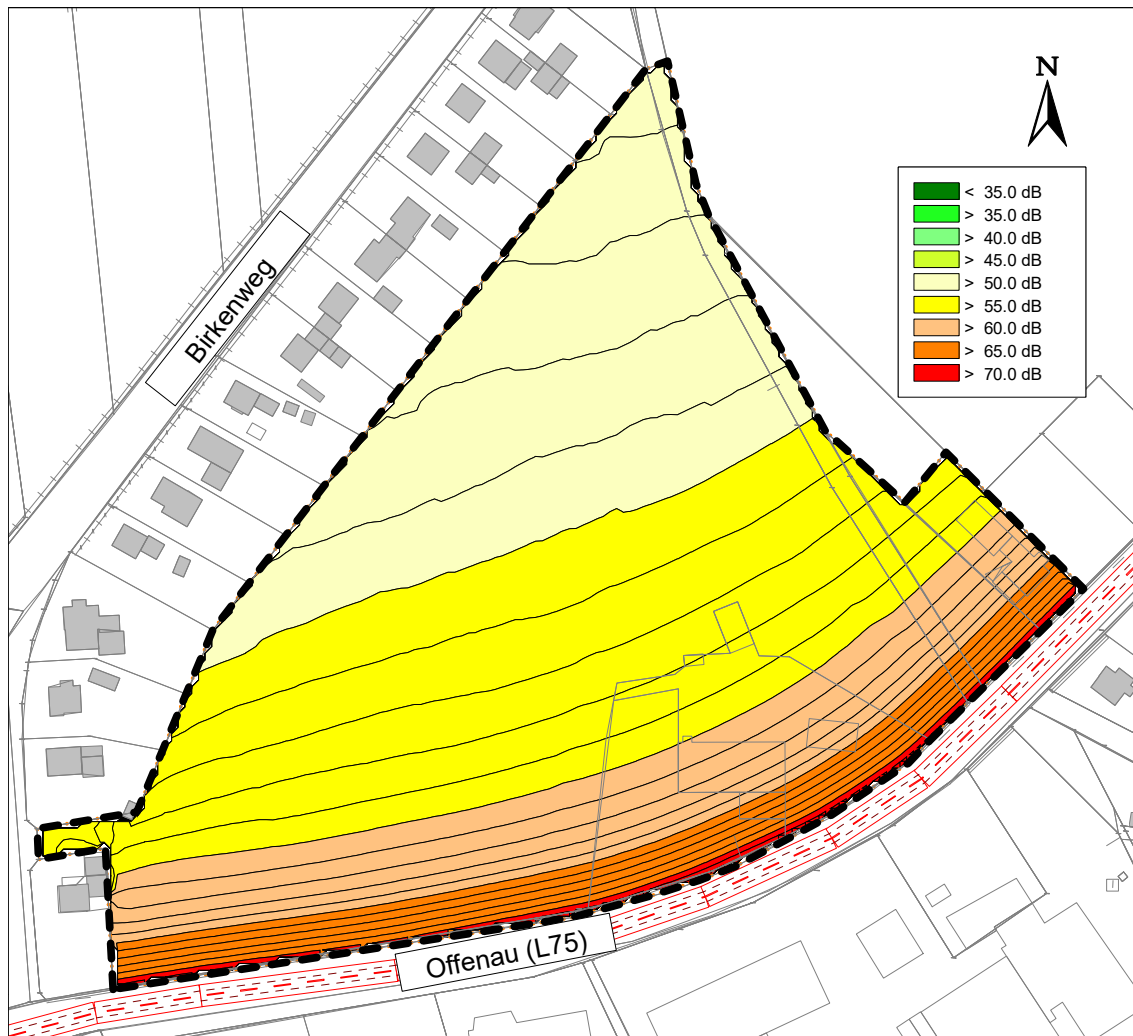 N
< 35.0 dB
> 35.0 dB
> 40.0 dB
> 45.0 dB
> 50.0 dB
> 55.0 dB
> 60.0 dB
> 65.0 dB
> 70.0 dB
Birkenweg
Offenau (L75)